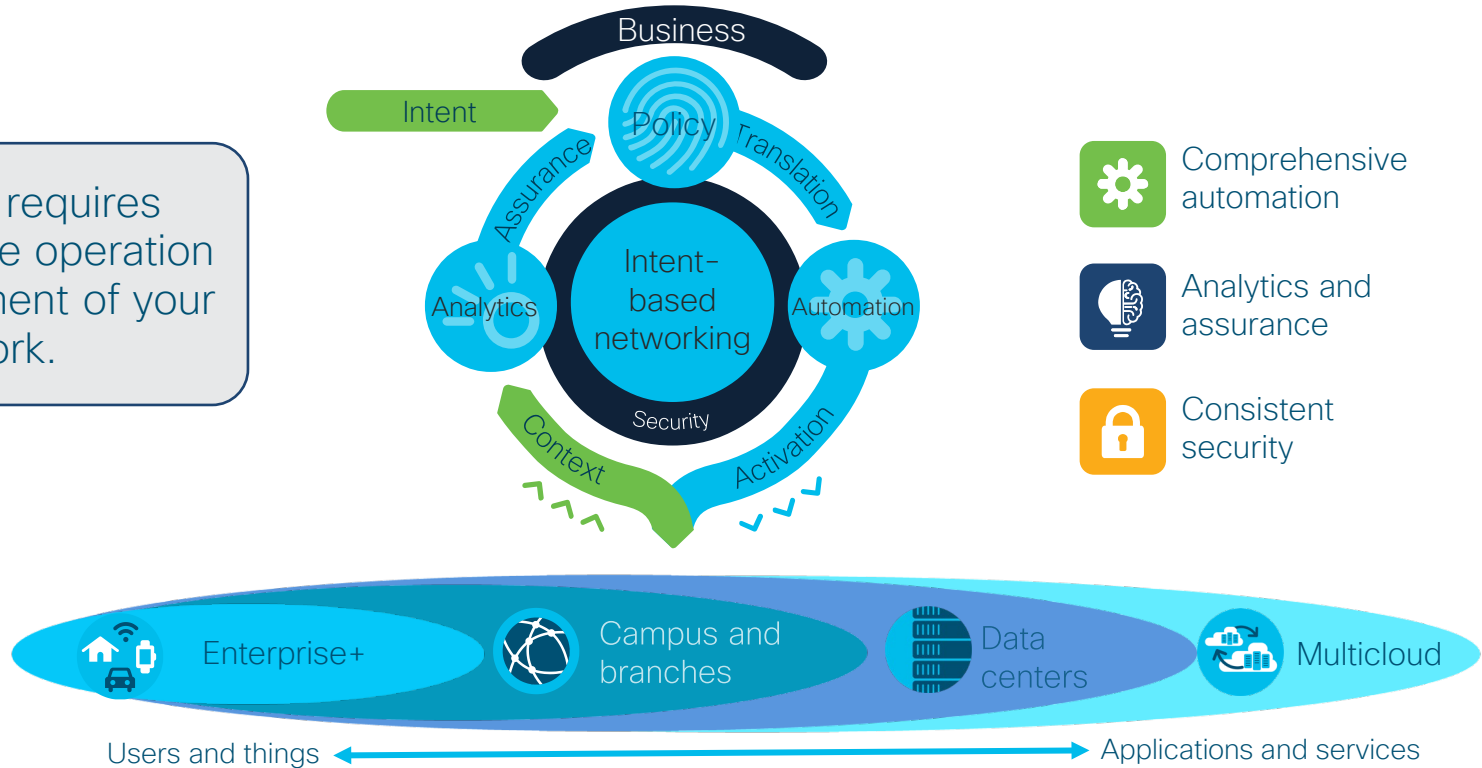 Business
Intent
Policy
Translation
Assurance
requires
e operation
ment of your
ork.
Analytics
Intent-
based
networking
Automation
Security
Context
Activation
Comprehensive
automation
Analytics and
assurance
Consistent
security
Enterprise+
Campus and
branches
Data
centers
Multicloud
Users and things
Applications and services